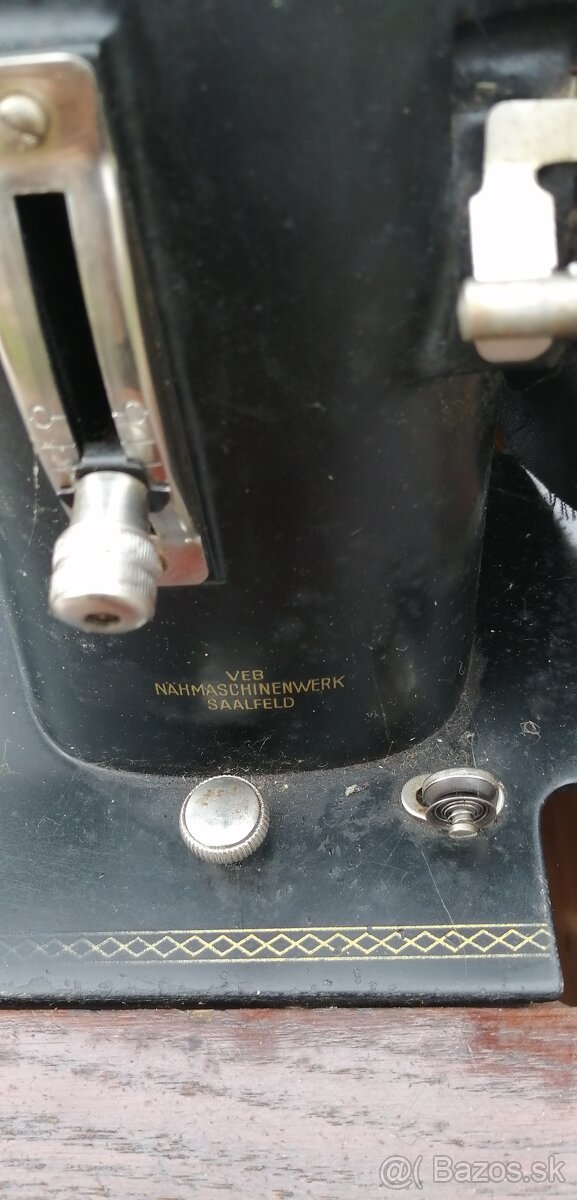 VEB
NÄHMASCHINENWERK
SAALFELD
@( Bazos.sk